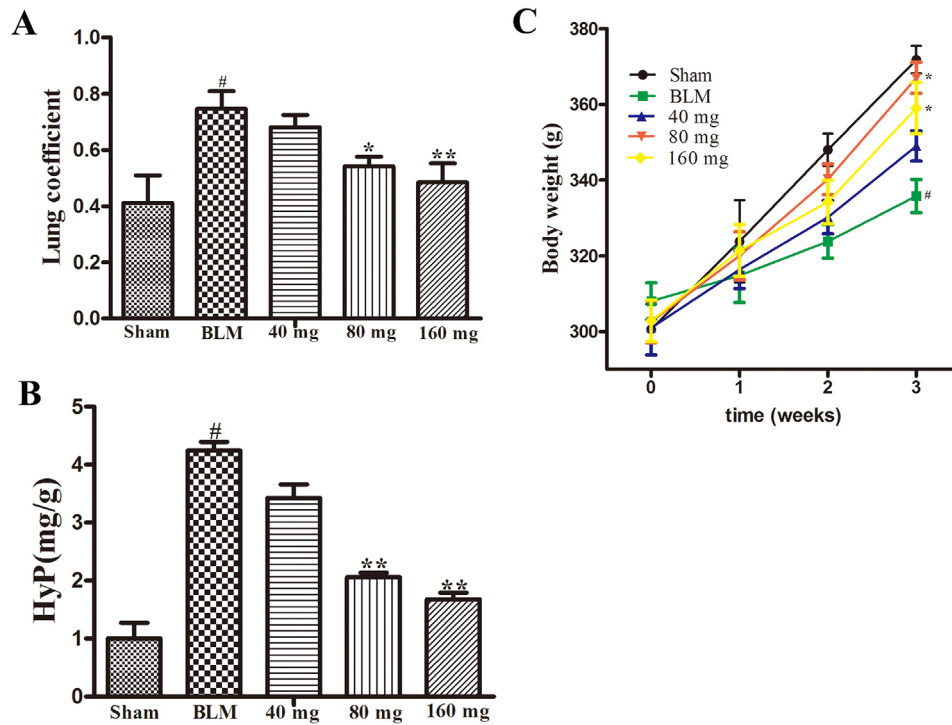 A
Lung coefficient
1.0
0.8
0.6
0.4
0.2
0.0
#
*
**
Sham BLM 40 mg 80 mg 160 mg
B
HyP(mg/g)
5
4
3
2
1
0
#
**
**
Sham BLM 40 mg 80 mg 160 mg
C
Body weight (g)
380
360
340
320
300
Sham
BLM
40 mg
80 mg
160 mg
*
*
#
0 1 2 3
time (weeks)